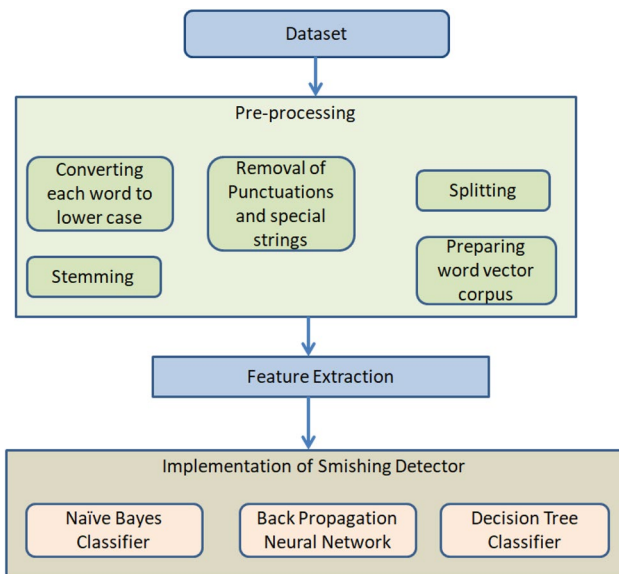 Dataset
Pre-processing
Converting
each word to
lower case
Removal of
Punctuations
and special
strings
Splitting
Stemming
Preparing
word vector
corpus
Feature Extraction
Implementation of Smishing Detector
Naïve Bayes
Classifier
Back Propagation
Neural Network
Decision Tree
Classifier